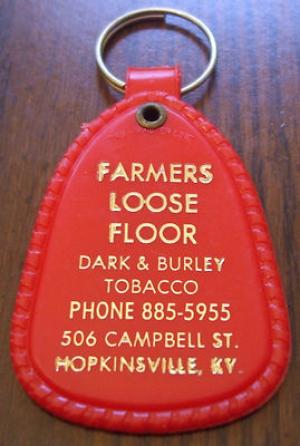 FARMERS
LOOSE
FLOOR
DARK & BURLEY
TOBACCO
PHONE 885-5955
506 CAMPBELL ST.
HOPKINSVILLE, KY.